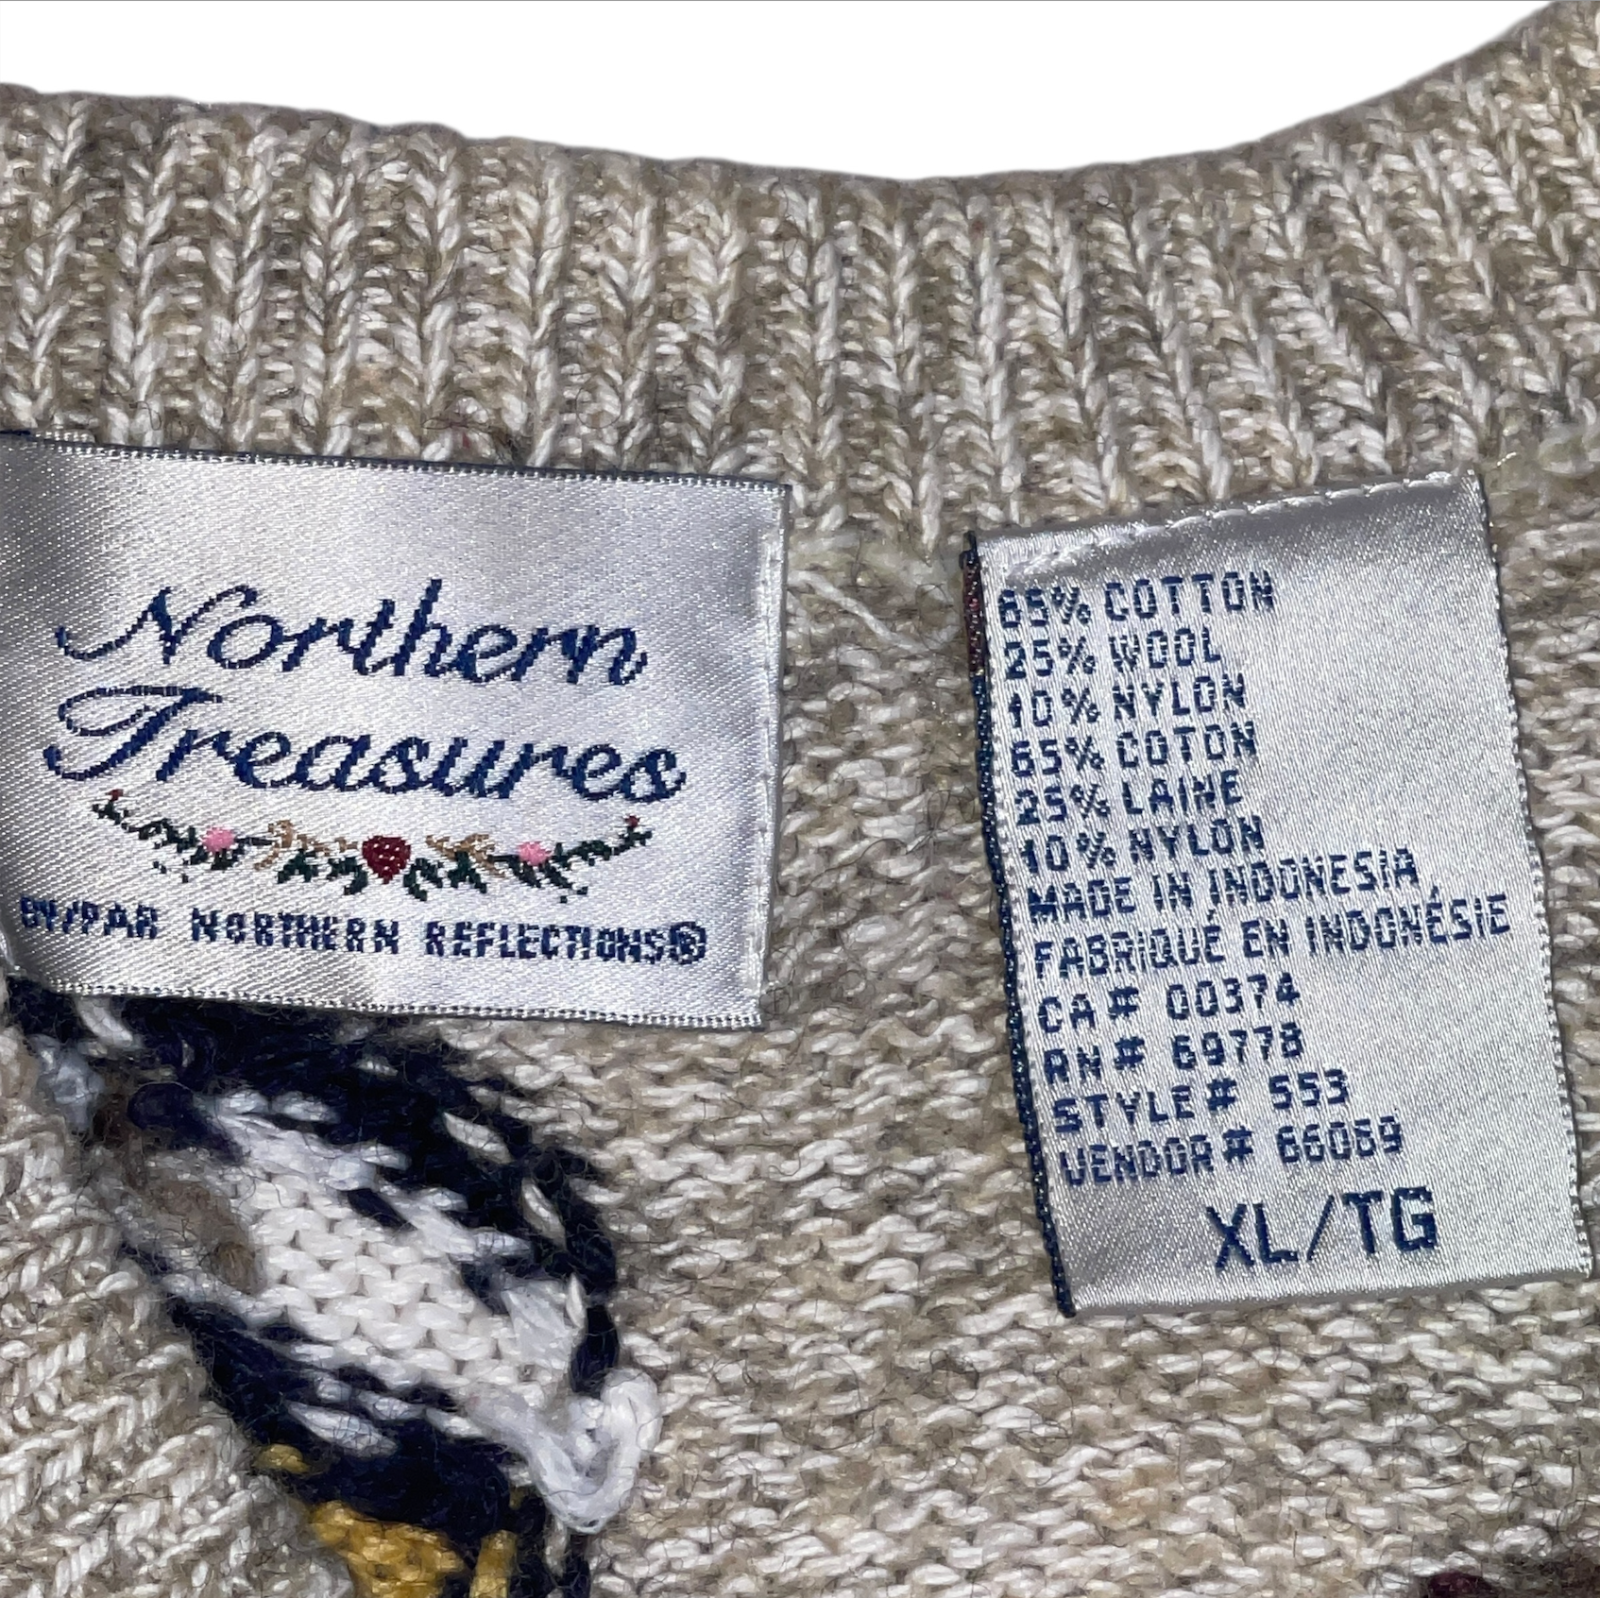 Northern
Treasures
BY/PAR NORTHERN REFLECTIONS®
65% COTTON
25% WOOL
10% NYLON
65% COTON
25% LAINE
10% NYLON
MADE IN INDONESIA
FABRIQUÉ EN INDONÉSIE
CA# 00374
RN# 69778
STYLE# 553
VENDOR# 66069
XL/TG